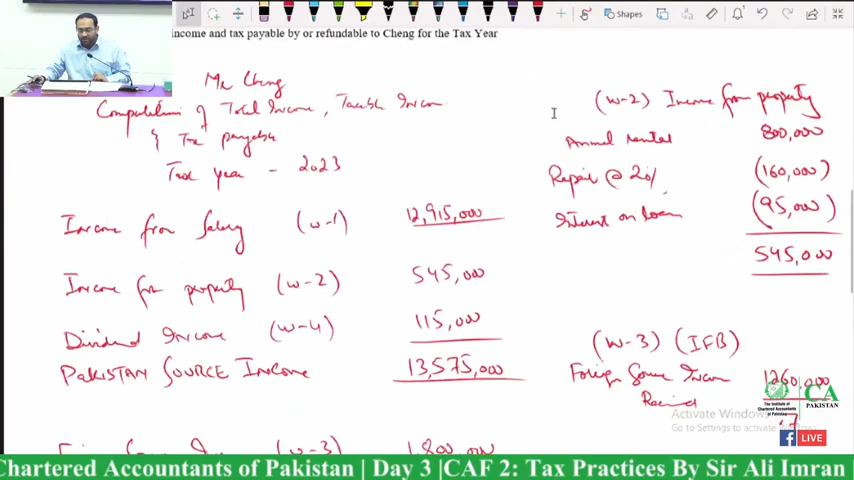 Shapes
income and tax payable by or refundable to Cheng for the Tax Year
Mr Cheng
Computation of Total Income, Taxable Income
& Tax payable
Tax year - 2023
Income from Salary (w-1) 12,915,000
Income from property (w-2) 545,000
Dividend Income (w-4) 115,000
PAKISTAN SOURCE INCOME 13,575,000
(w-3) 1,800,000
(w-2) Income from property
Annual rental 800,000
Repair @ 20% (160,000)
Interest on loan (95,000)
545,000
(w-3) (IFB)
Foreign Source Income 1260,000
Received
.7
The Institute of
Chartered Accountants
of Pakistan
CA
PAKISTAN
Activate Windows
Go to Settings to activate
LIVE
Chartered Accountants of Pakistan | Day 3 |CAF 2: Tax Practices By Sir Ali Imran